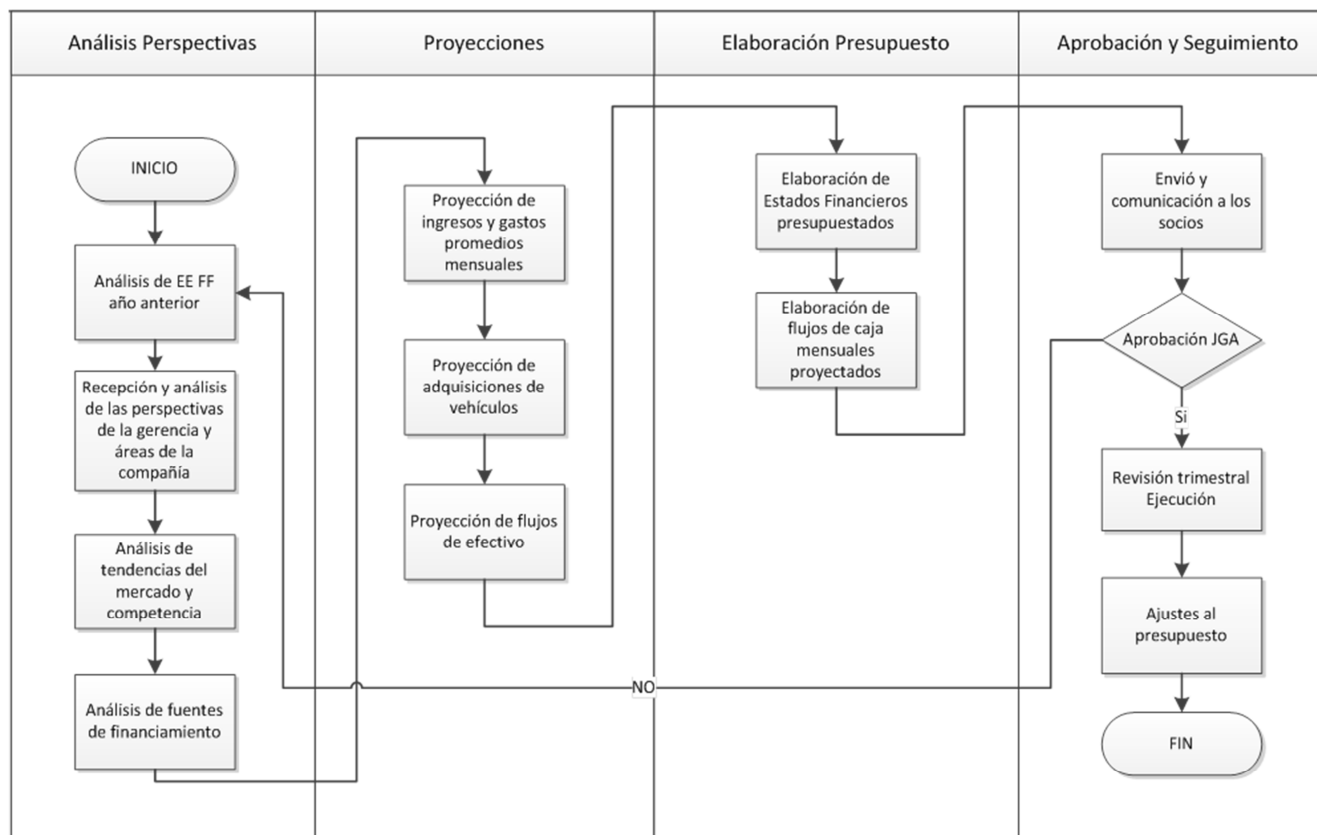 Análisis Perspectivas
Proyecciones
Elaboración Presupuesto
Aprobación y Seguimiento
INICIO
Análisis de EE FF
año anterior
Recepción y análisis
de las perspectivas
de la gerencia y
áreas de la
compañía
Análisis de
tendencias del
mercado y
competencia
Análisis de fuentes
de financiamiento
Proyección de
ingresos y gastos
promedios
mensuales
Proyección de
adquisiciones de
vehículos
Proyección de flujos
de efectivo
Elaboración de
Estados Financieros
presupuestados
Elaboración de
flujos de caja
mensuales
proyectados
Envió y
comunicación a los
socios
Aprobación JGA
Si
Revisión trimestral
Ejecución
Ajustes al
presupuesto
NO
FIN